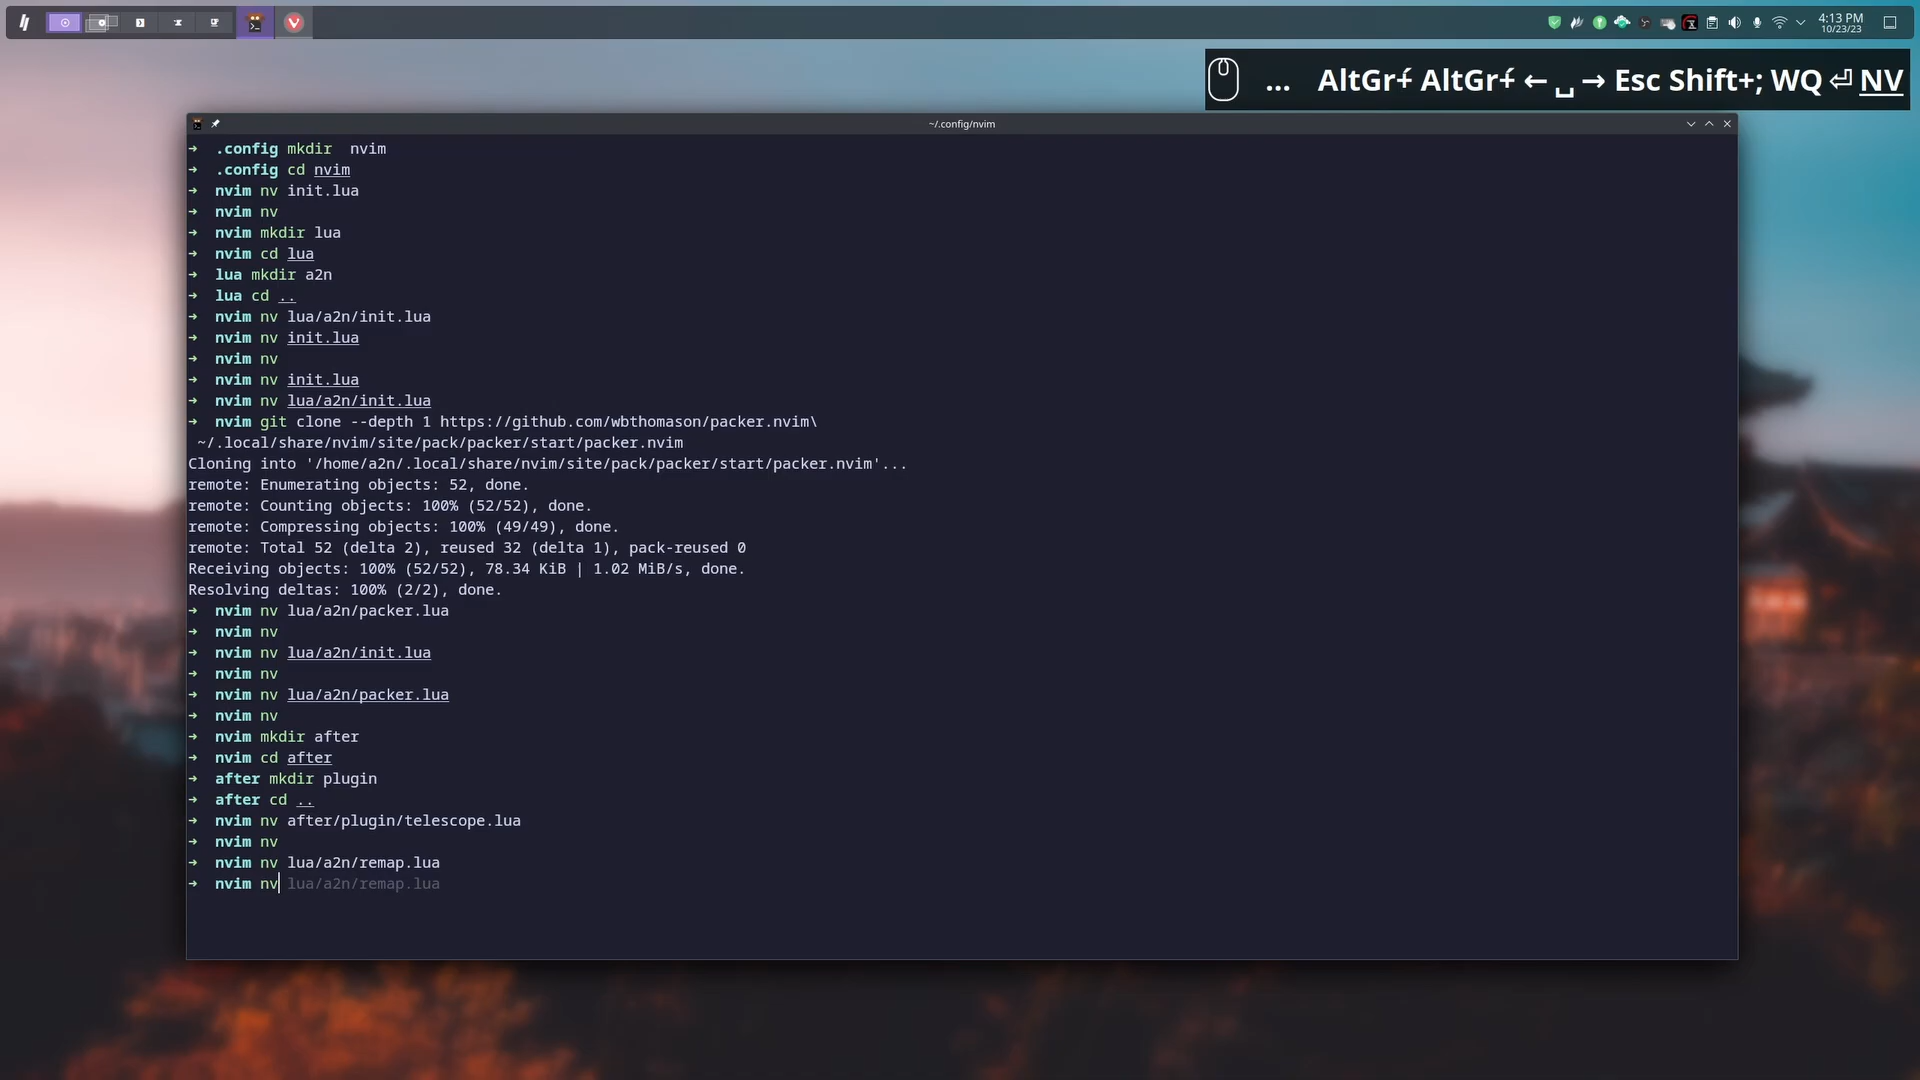 4:13 PM
10/23/23
... AltGr+ AltGr+ ← ␣ → Esc Shift+; WQ ⏎ NV
~/.config/nvim
➜ .config mkdir  nvim
➜ .config cd nvim
➜ nvim nv init.lua
➜ nvim nv
➜ nvim mkdir lua
➜ nvim cd lua
➜ lua mkdir a2n
➜ lua cd ..
➜ nvim nv lua/a2n/init.lua
➜ nvim nv init.lua
➜ nvim nv
➜ nvim nv init.lua
➜ nvim nv lua/a2n/init.lua
➜ nvim git clone --depth 1 https://github.com/wbthomason/packer.nvim\
 ~/.local/share/nvim/site/pack/packer/start/packer.nvim
Cloning into '/home/a2n/.local/share/nvim/site/pack/packer/start/packer.nvim'...
remote: Enumerating objects: 52, done.
remote: Counting objects: 100% (52/52), done.
remote: Compressing objects: 100% (49/49), done.
remote: Total 52 (delta 2), reused 32 (delta 1), pack-reused 0
Receiving objects: 100% (52/52), 78.34 KiB | 1.02 MiB/s, done.
Resolving deltas: 100% (2/2), done.
➜ nvim nv lua/a2n/packer.lua
➜ nvim nv
➜ nvim nv lua/a2n/init.lua
➜ nvim nv
➜ nvim nv lua/a2n/packer.lua
➜ nvim nv
➜ nvim mkdir after
➜ nvim cd after
➜ after mkdir plugin
➜ after cd ..
➜ nvim nv after/plugin/telescope.lua
➜ nvim nv
➜ nvim nv lua/a2n/remap.lua
➜ nvim nv lua/a2n/remap.lua